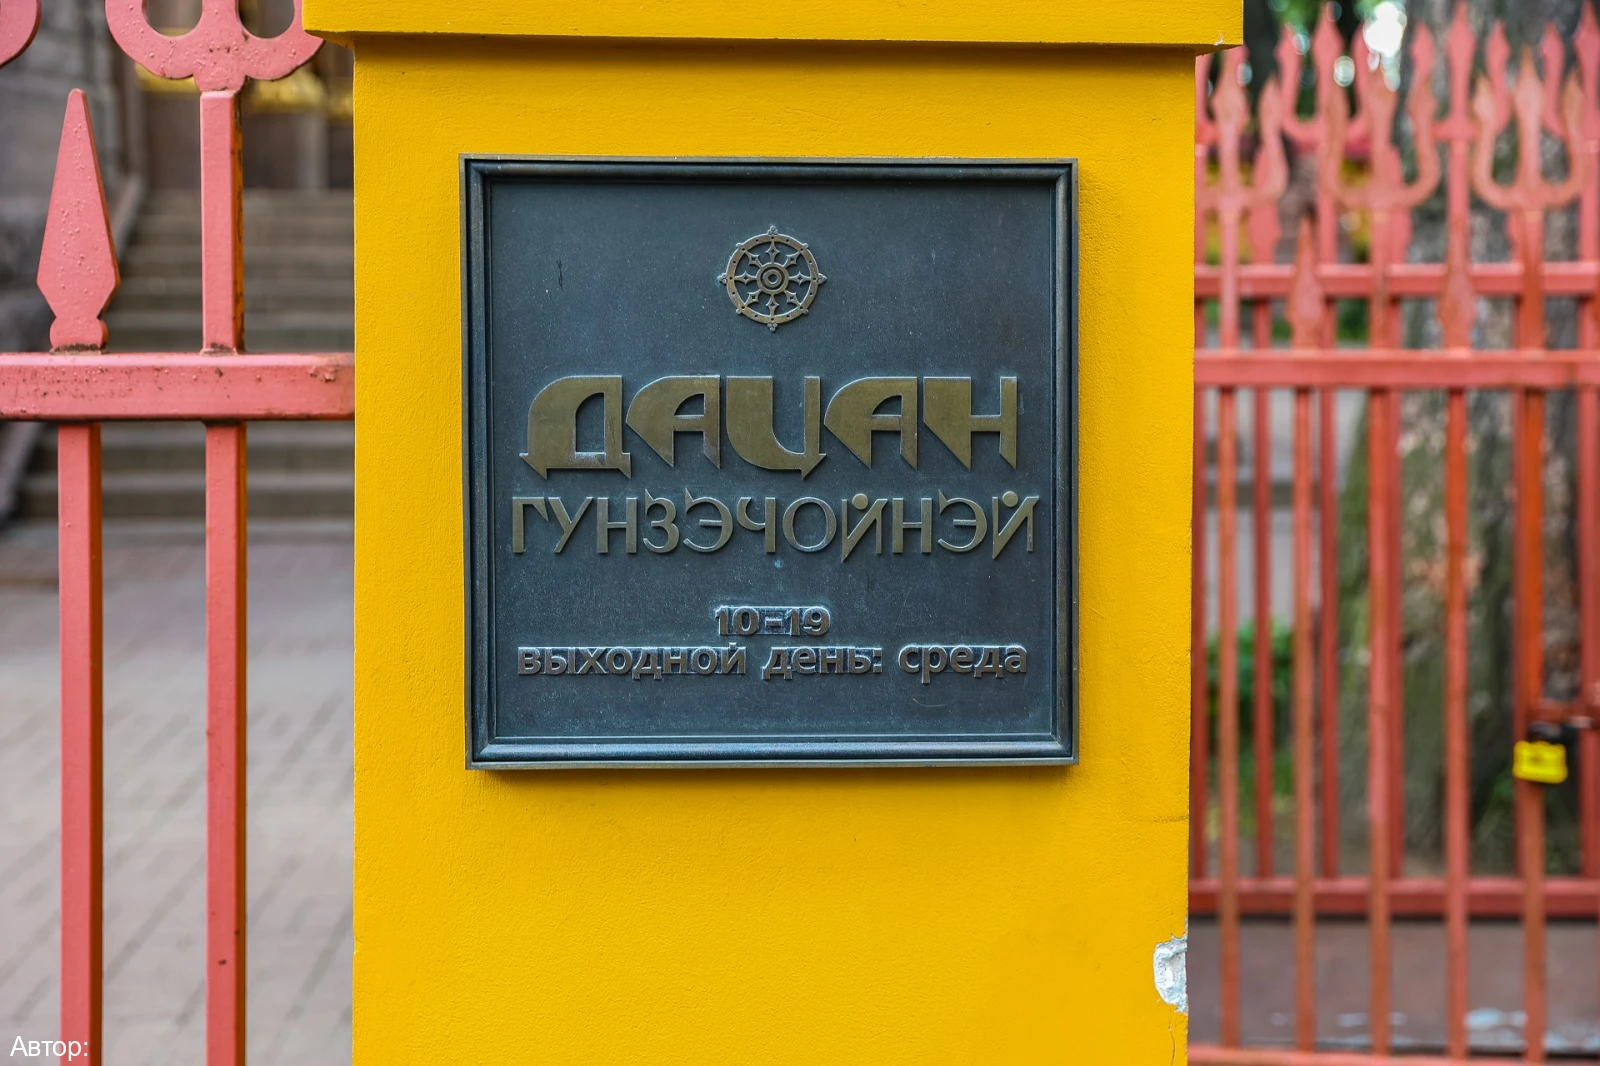 ДАЦАН
ГУНЗЭЧОЙНЭЙ
10-19
выходной день: среда
Автор: